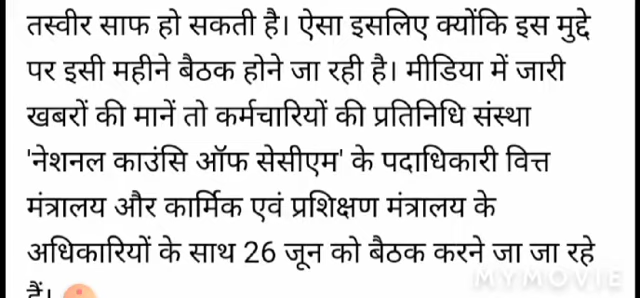 तस्वीर साफ हो सकती है। ऐसा इसलिए क्योंकि इस मुद्दे
पर इसी महीने बैठक होने जा रही है। मीडिया में जारी
खबरों की मानें तो कर्मचारियों की प्रतिनिधि संस्था
'नेशनल काउंसि ऑफ सेसीएम' के पदाधिकारी वित्त
मंत्रालय और कार्मिक एवं प्रशिक्षण मंत्रालय के
अधिकारियों के साथ 26 जून को बैठक करने जा जा रहे
हैं।
MYMOVIE